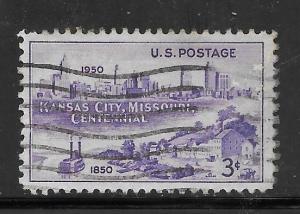 U.S. POSTAGE
1950
KANSAS CITY, MISSOURI,
CENTENNIAL
1850
3¢